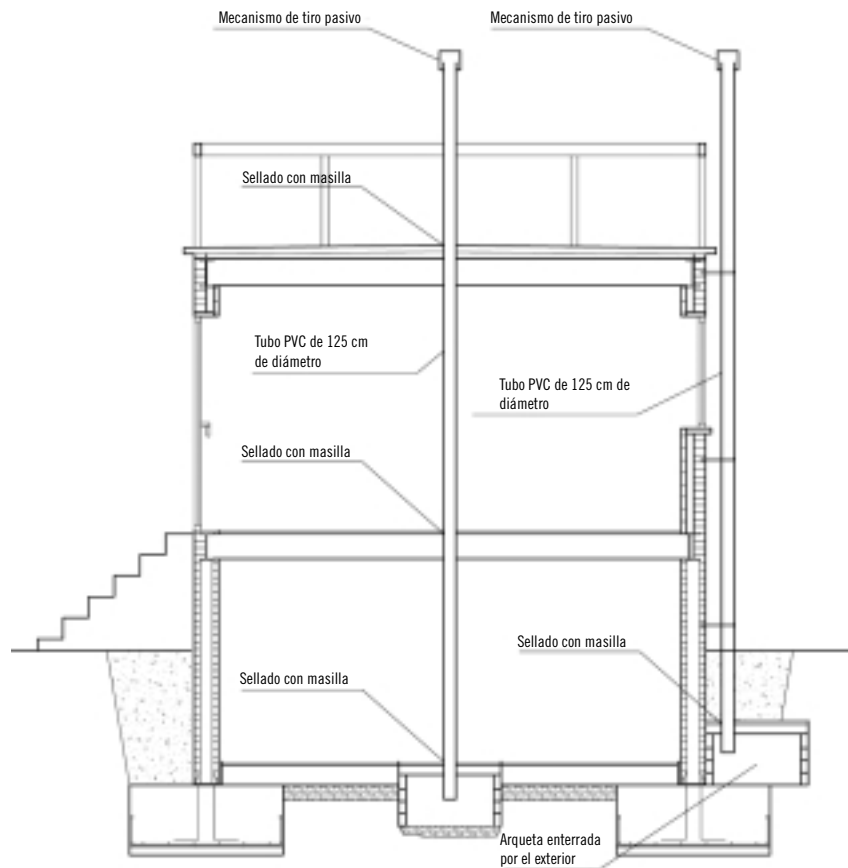 Mecanismo de tiro pasivo
Mecanismo de tiro pasivo
Sellado con masilla
Tubo PVC de 125 cm
de diámetro
Tubo PVC de 125 cm de
diámetro
Sellado con masilla
Sellado con masilla
Sellado con masilla
Arqueta enterrada
por el exterior